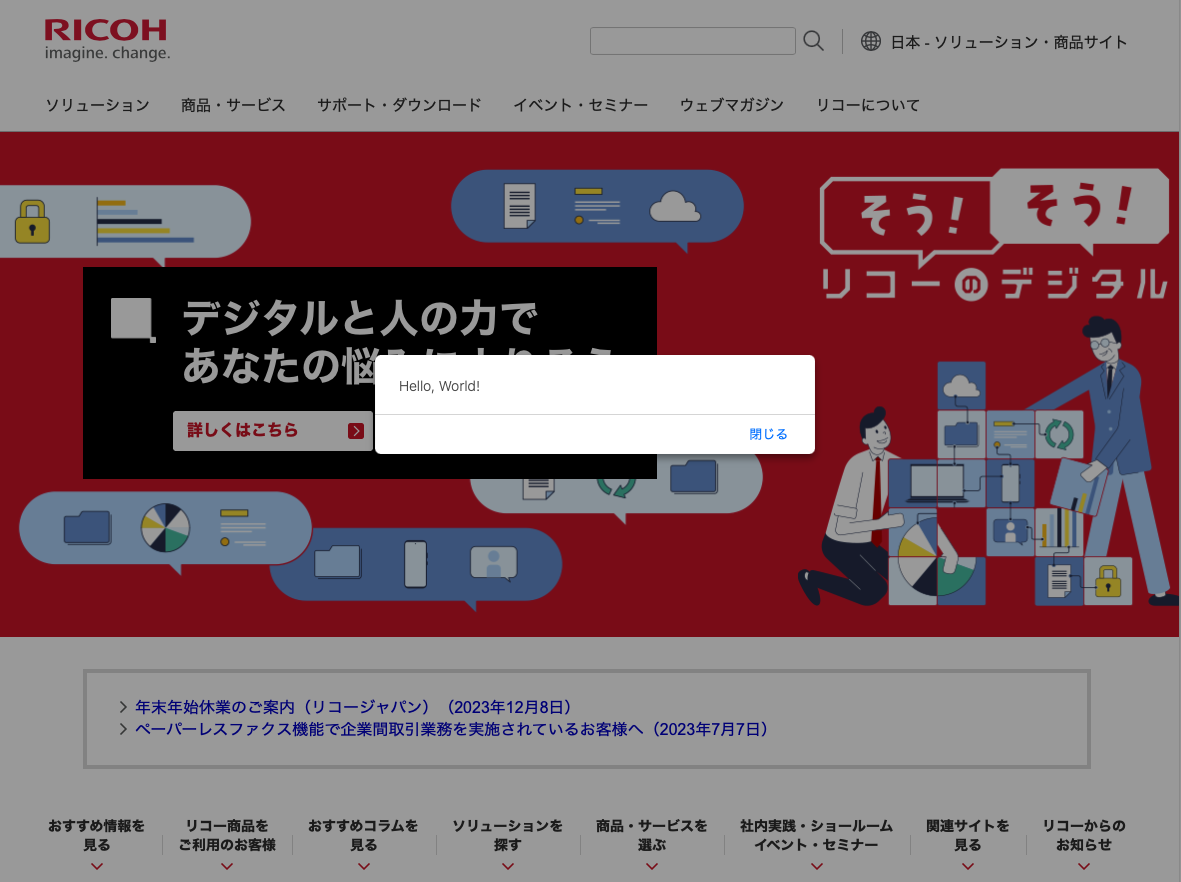 RICOH
imagine. change.
日本 - ソリューション・商品サイト
ソリューション
商品・サービス
サポート・ダウンロード
イベント・セミナー
ウェブマガジン
リコーについて
そう!
そう!
リコーのデジタル
デジタルと人の力で
あなたの悩
詳しくはこちら
Hello, World!
閉じる
年末年始休業のご案内（リコージャパン）（2023年12月8日）
ペーパーレスファクス機能で企業間取引業務を実施されているお客様へ（2023年7月7日）
おすすめ情報を
見る
リコー商品を
ご利用のお客様
おすすめコラムを
見る
ソリューションを
探す
商品・サービスを
選ぶ
社内実践・ショールーム
イベント・セミナー
関連サイトを
見る
リコーからの
お知らせ